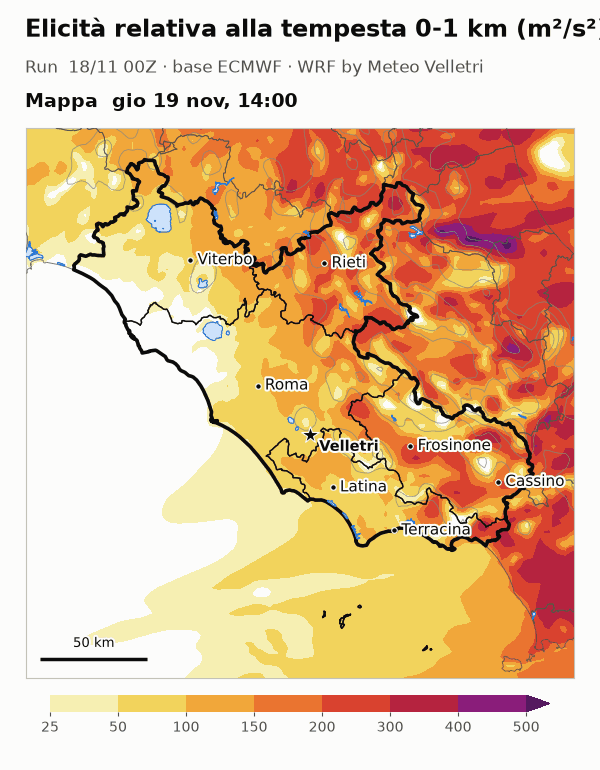 Elicità relativa alla tempesta 0-1 km (m²/s²)
Run 18/11 00Z · base ECMWF · WRF by Meteo Velletri
Mappa gio 19 nov, 14:00
Viterbo
Rieti
Roma
Velletri
Frosinone
Cassino
Latina
Terracina
50 km
25 50 100 150 200 300 400 500